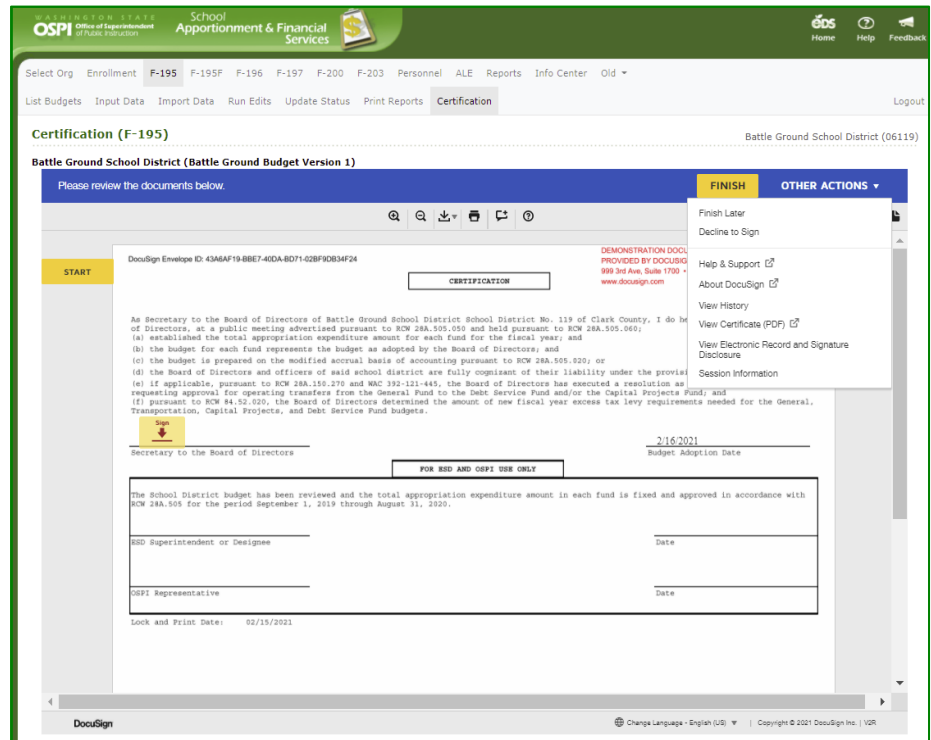 WASHINGTON STATE
OSPI Office of Superintendent of Public Instruction
School Apportionment & Financial Services
eds Home Help Feedback
Select Org Enrollment F-195 F-195F F-196 F-197 F-200 F-203 Personnel ALE Reports Info Center Old
List Budgets Input Data Import Data Run Edits Update Status Print Reports Certification Logout
Certification (F-195)
Battle Ground School District (06119)
Battle Ground School District (Battle Ground Budget Version 1)
Please review the documents below.
FINISH OTHER ACTIONS
Finish Later
Decline to Sign
Help & Support
About DocuSign
View History
View Certificate (PDF)
View Electronic Record and Signature
Disclosure
Session Information
START
DocuSign Envelope ID: 43A6AF19-BBE7-40DA-BD71-02BF9DB34F24
DEMONSTRATION DOCU
PROVIDED BY DOCUSIG
999 3rd Ave, Suite 1700 •
www.docusign.com
CERTIFICATION
As Secretary to the Board of Directors of Battle Ground School District School District No. 119 of Clark County, I do he
of Directors, at a public meeting advertised pursuant to RCW 28A.505.050 and held pursuant to RCW 28A.505.060;
(a) established the total appropriation expenditure amount for each fund for the fiscal year; and
(b) the budget for each fund represents the budget as adopted by the Board of Directors; and
(c) the budget is prepared on the modified accrual basis of accounting pursuant to RCW 28A.505.020; or
(d) the Board of Directors and officers of said school district are fully cognizant of their liability under the provisi
(e) if applicable, pursuant to RCW 28A.150.270 and WAC 392-121-445, the Board of Directors has executed a resolution as
requesting approval for operating transfers from the General Fund to the Debt Service Fund and/or the Capital Projects Fund; and
(f) pursuant to RCW 84.52.020, the Board of Directors determined the amount of new fiscal year excess tax levy requirements needed for the General,
Transportation, Capital Projects, and Debt Service Fund budgets.
Sign
2/16/2021
Secretary to the Board of Directors
Budget Adoption Date
FOR ESD AND OSPI USE ONLY
The School District budget has been reviewed and the total appropriation expenditure amount in each fund is fixed and approved in accordance with
RCW 28A.505 for the period September 1, 2019 through August 31, 2020.
ESD Superintendent or Designee
Date
OSPI Representative
Date
Lock and Print Date: 02/15/2021
DocuSign
Change Language - English (US) | Copyright © 2021 DocuSign Inc. | V2R